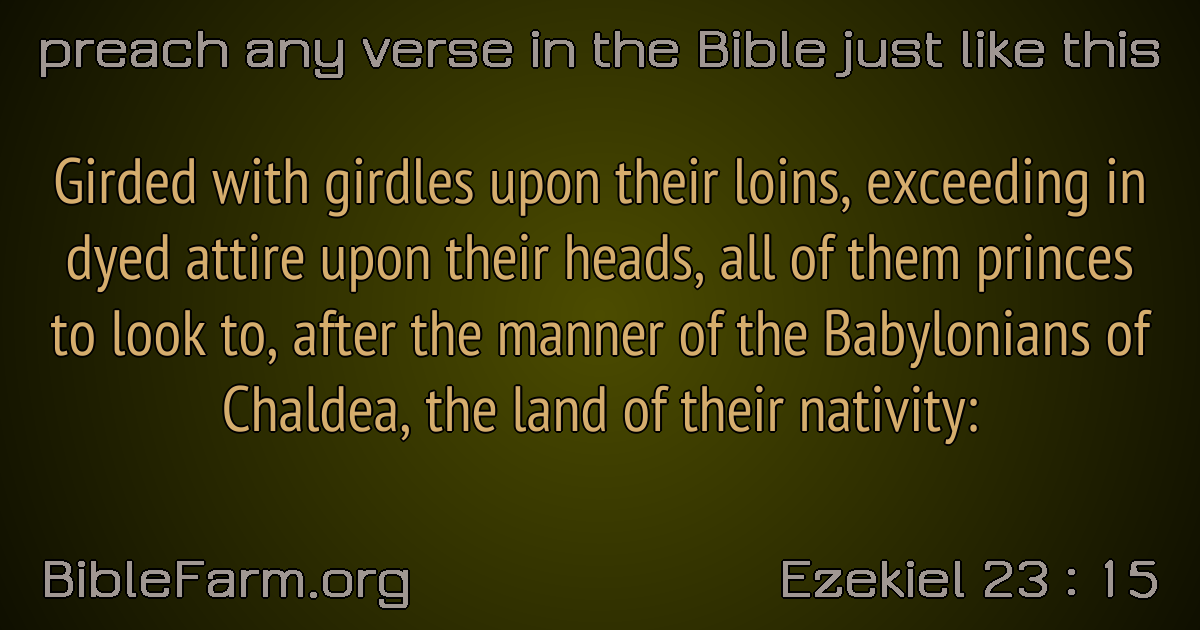 preach any verse in the Bible just like this
Girded with girdles upon their loins, exceeding in
dyed attire upon their heads, all of them princes
to look to, after the manner of the Babylonians of
Chaldea, the land of their nativity:
BibleFarm.org
Ezekiel 23 : 15